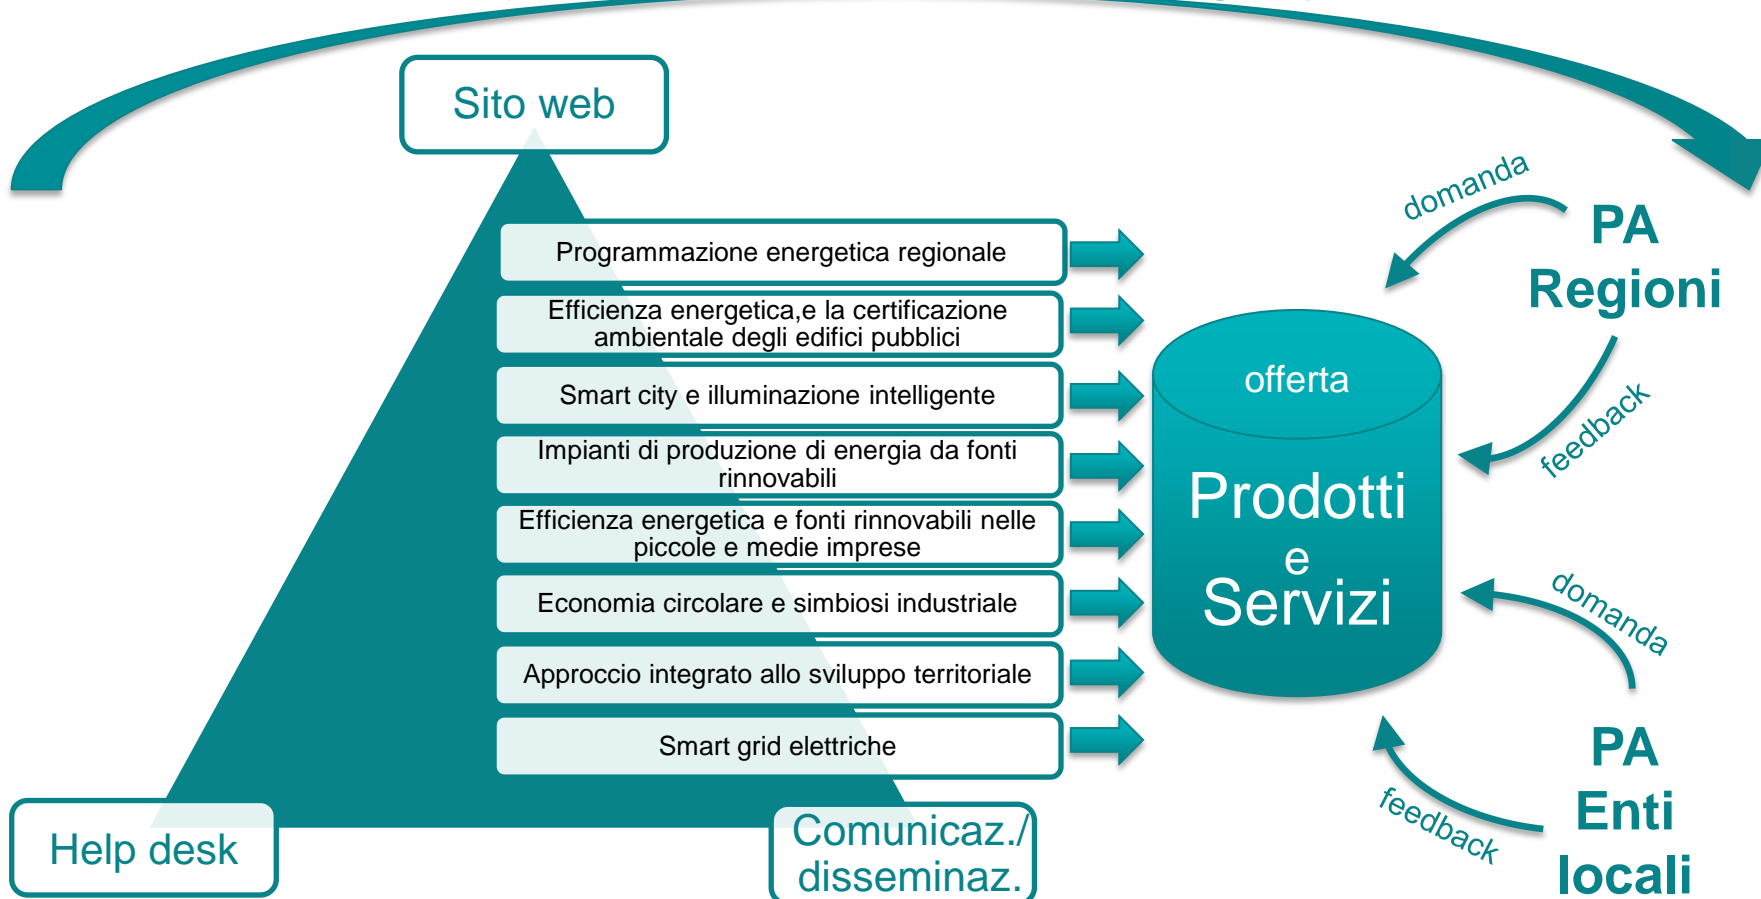 Sito web
Programmazione energetica regionale
Efficienza energetica,e la certificazione
ambientale degli edifici pubblici
Smart city e illuminazione intelligente
Impianti di produzione di energia da fonti
rinnovabili
Efficienza energetica e fonti rinnovabili nelle
piccole e medie imprese
Economia circolare e simbiosi industriale
Approccio integrato allo sviluppo territoriale
Smart grid elettriche
Help desk
Comunicaz./
disseminaz.
offerta
Prodotti
e
Servizi
domanda
PA
Regioni
feedback
domanda
PA
Enti
locali
feedback